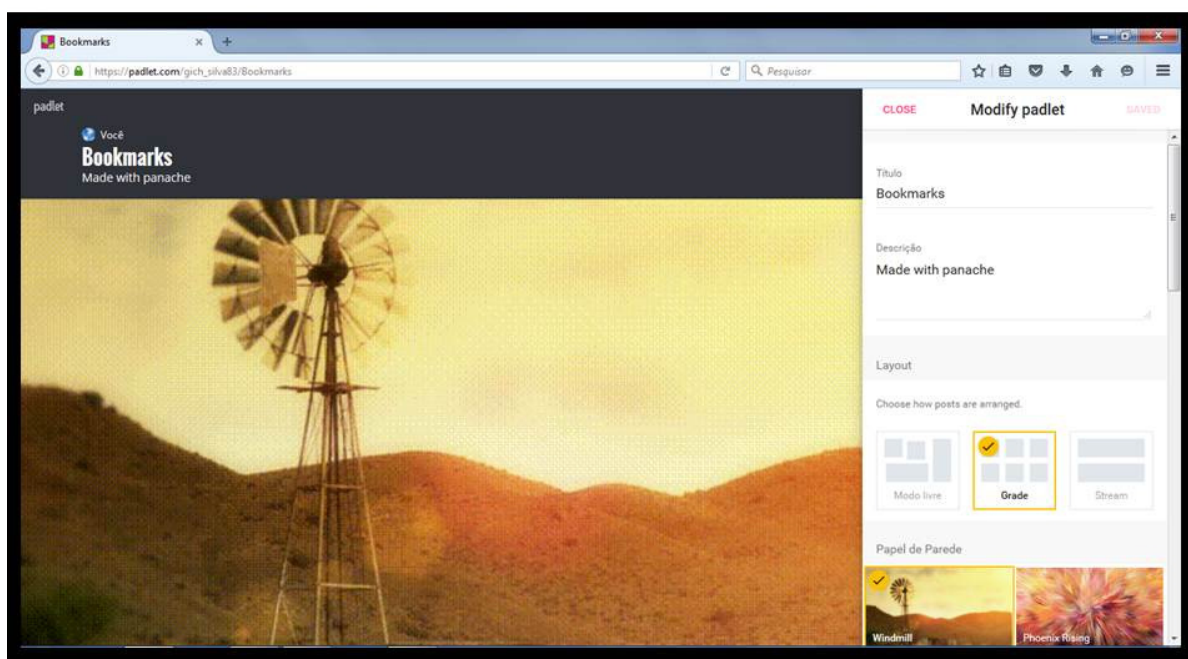 Bookmarks
https://padlet.com/gich_silva83/Bookmarks
Pesquisar
padlet
Você
Bookmarks
Made with panache
CLOSE Modify padlet SAVED
Título
Bookmarks
Descrição
Made with panache
Layout
Choose how posts are arranged.
Modo livre Grade Stream
Papel de Parede
Windmill Phoenix Rising